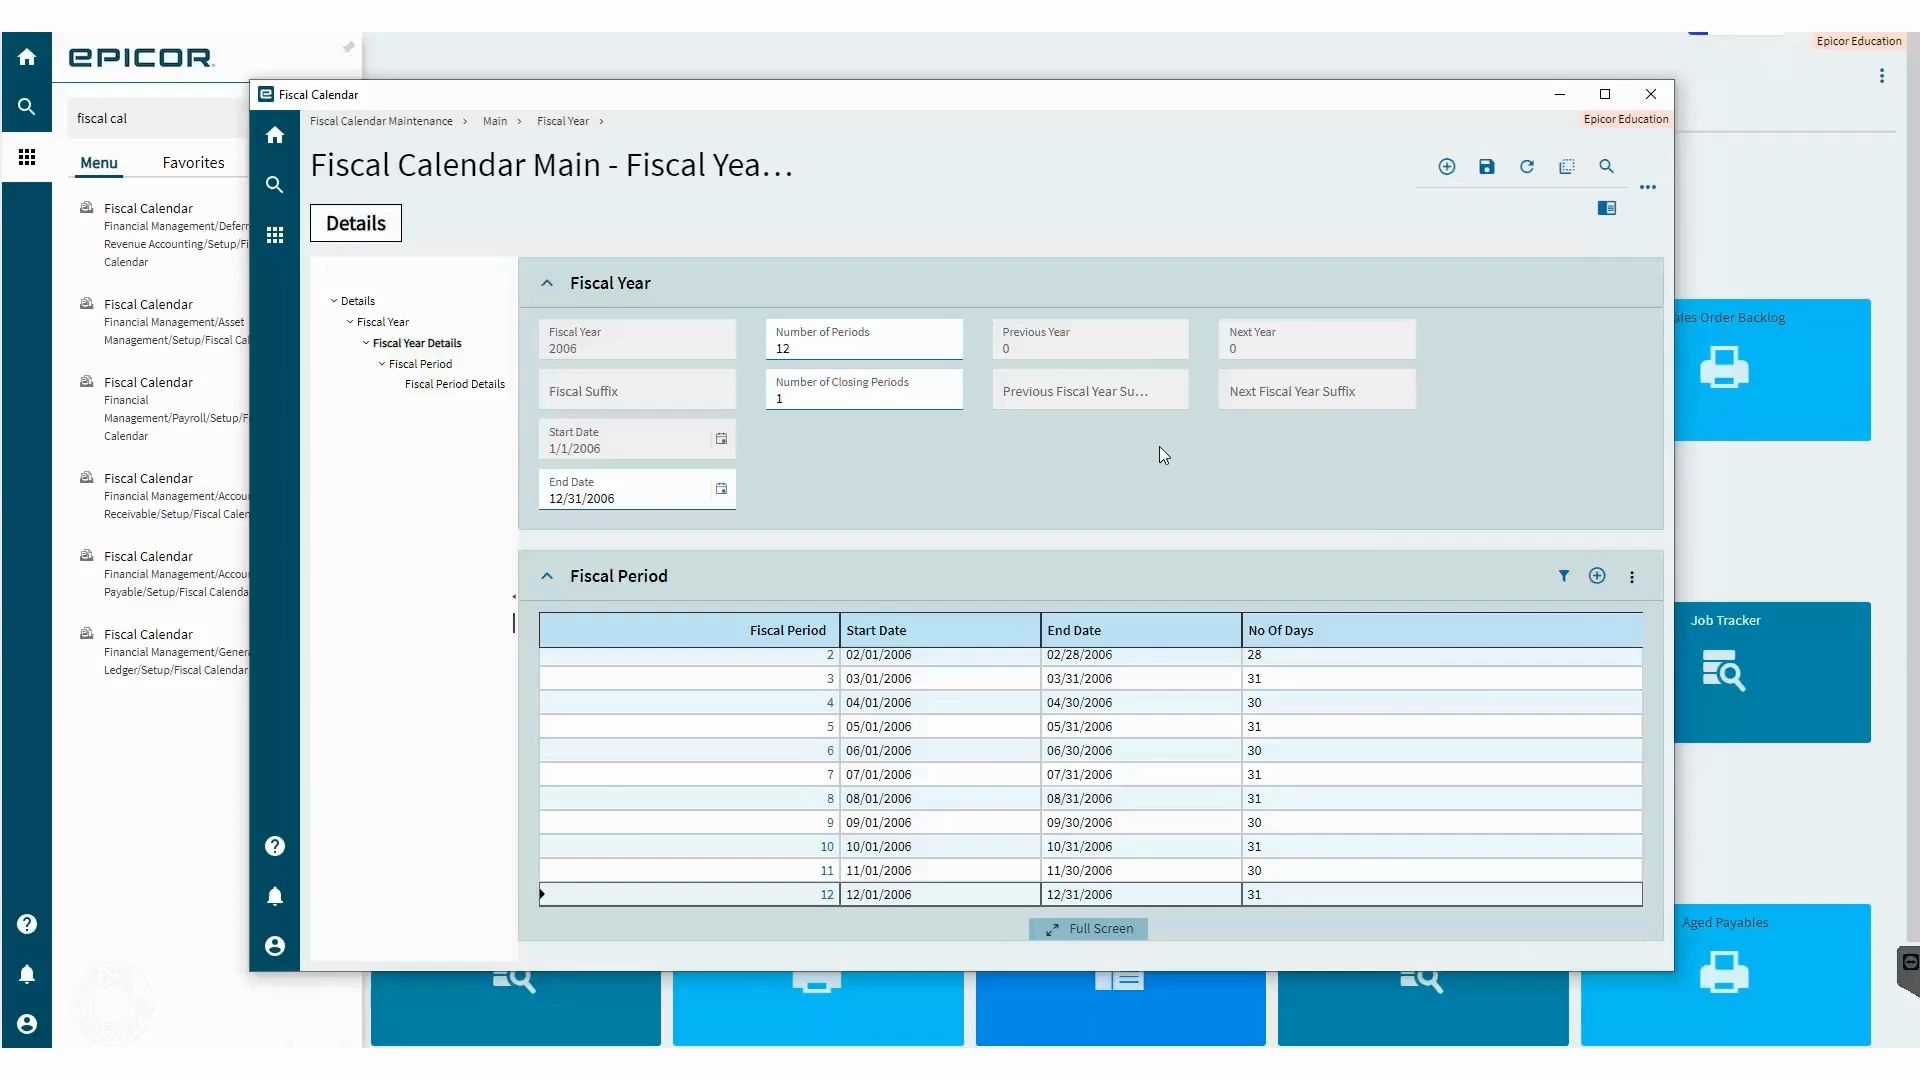 EPICOR
Epicor Education
fiscal cal
Menu
Favorites
Fiscal Calendar
Financial Management/Deferr
Revenue Accounting/Setup/Fi
Calendar
Fiscal Calendar
Financial Management/Asset
Management/Setup/Fiscal Cal
Fiscal Calendar
Financial
Management/Payroll/Setup/F
Calendar
Fiscal Calendar
Financial Management/Accou
Receivable/Setup/Fiscal Calen
Fiscal Calendar
Financial Management/Accou
Payable/Setup/Fiscal Calenda
Fiscal Calendar
Financial Management/Gener
Ledger/Setup/Fiscal Calendar
Fiscal Calendar
Fiscal Calendar Maintenance > Main > Fiscal Year >
Epicor Education
Fiscal Calendar Main - Fiscal Yea...
Details
Details
Fiscal Year
Fiscal Year Details
Fiscal Period
Fiscal Period Details
Fiscal Year
Fiscal Year
2006
Number of Periods
12
Previous Year
0
Next Year
0
Fiscal Suffix
Number of Closing Periods
1
Previous Fiscal Year Su...
Next Fiscal Year Suffix
Start Date
1/1/2006
End Date
12/31/2006
Fiscal Period
Fiscal Period Start Date End Date No Of Days
2 02/01/2006 02/28/2006 28
3 03/01/2006 03/31/2006 31
4 04/01/2006 04/30/2006 30
5 05/01/2006 05/31/2006 31
6 06/01/2006 06/30/2006 30
7 07/01/2006 07/31/2006 31
8 08/01/2006 08/31/2006 31
9 09/01/2006 09/30/2006 30
10 10/01/2006 10/31/2006 31
11 11/01/2006 11/30/2006 30
12 12/01/2006 12/31/2006 31
Full Screen
ales Order Backlog
Job Tracker
Aged Payables